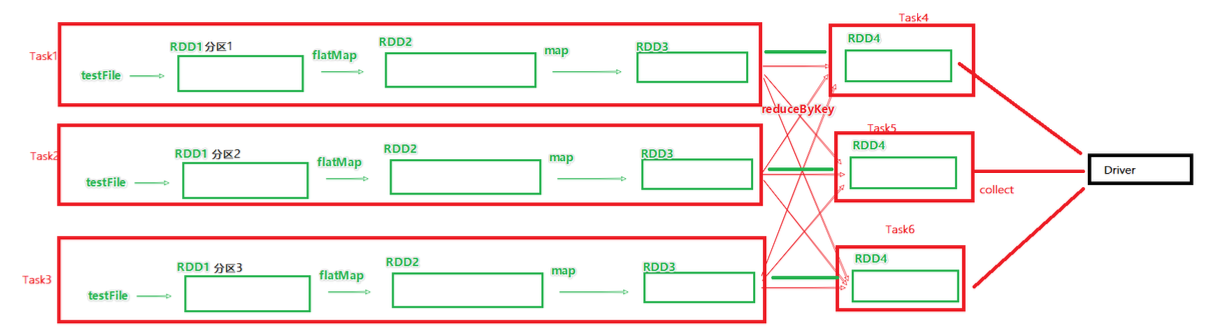 Task1
testFile
RDD1 分区1
flatMap
RDD2
map
RDD3
Task4
RDD4
reduceByKey
Task2
testFile
RDD1 分区2
flatMap
RDD2
map
RDD3
Task5
RDD4
Driver
collect
Task3
testFile
RDD1 分区3
flatMap
RDD2
map
RDD3
Task6
RDD4